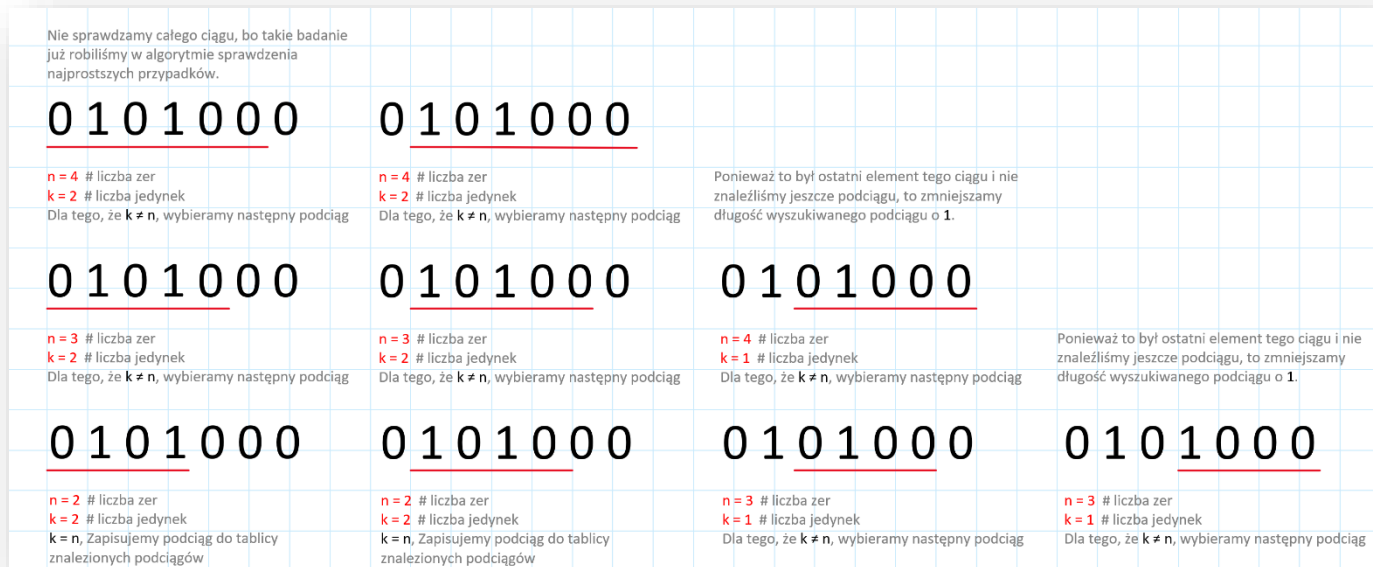 Nie sprawdzamy całego ciągu, bo takie badanie
już robiliśmy w algorytmie sprawdzenia
najprostszych przypadków.
0 1 0 1 0 0 0
n = 4 # liczba zer
k = 2 # liczba jedynek
Dla tego, że k ≠ n, wybieramy następny podciąg
0 1 0 1 0 0 0
n = 4 # liczba zer
k = 2 # liczba jedynek
Dla tego, że k ≠ n, wybieramy następny podciąg
Ponieważ to był ostatni element tego ciągu i nie
znaleźliśmy jeszcze podciągu, to zmniejszamy
długość wyszukiwanego podciągu o 1.
0 1 0 1 0 0 0
n = 3 # liczba zer
k = 2 # liczba jedynek
Dla tego, że k ≠ n, wybieramy następny podciąg
0 1 0 1 0 0 0
n = 3 # liczba zer
k = 2 # liczba jedynek
Dla tego, że k ≠ n, wybieramy następny podciąg
0 1 0 1 0 0 0
n = 4 # liczba zer
k = 1 # liczba jedynek
Dla tego, że k ≠ n, wybieramy następny podciąg
Ponieważ to był ostatni element tego ciągu i nie
znaleźliśmy jeszcze podciągu, to zmniejszamy
długość wyszukiwanego podciągu o 1.
0 1 0 1 0 0 0
n = 2 # liczba zer
k = 2 # liczba jedynek
k = n, Zapisujemy podciąg do tablicy
znalezionych podciągów
0 1 0 1 0 0 0
n = 2 # liczba zer
k = 2 # liczba jedynek
k = n, Zapisujemy podciąg do tablicy
znalezionych podciągów
0 1 0 1 0 0 0
n = 3 # liczba zer
k = 1 # liczba jedynek
Dla tego, że k ≠ n, wybieramy następny podciąg
0 1 0 1 0 0 0
n = 3 # liczba zer
k = 1 # liczba jedynek
Dla tego, że k ≠ n, wybieramy następny podciąg